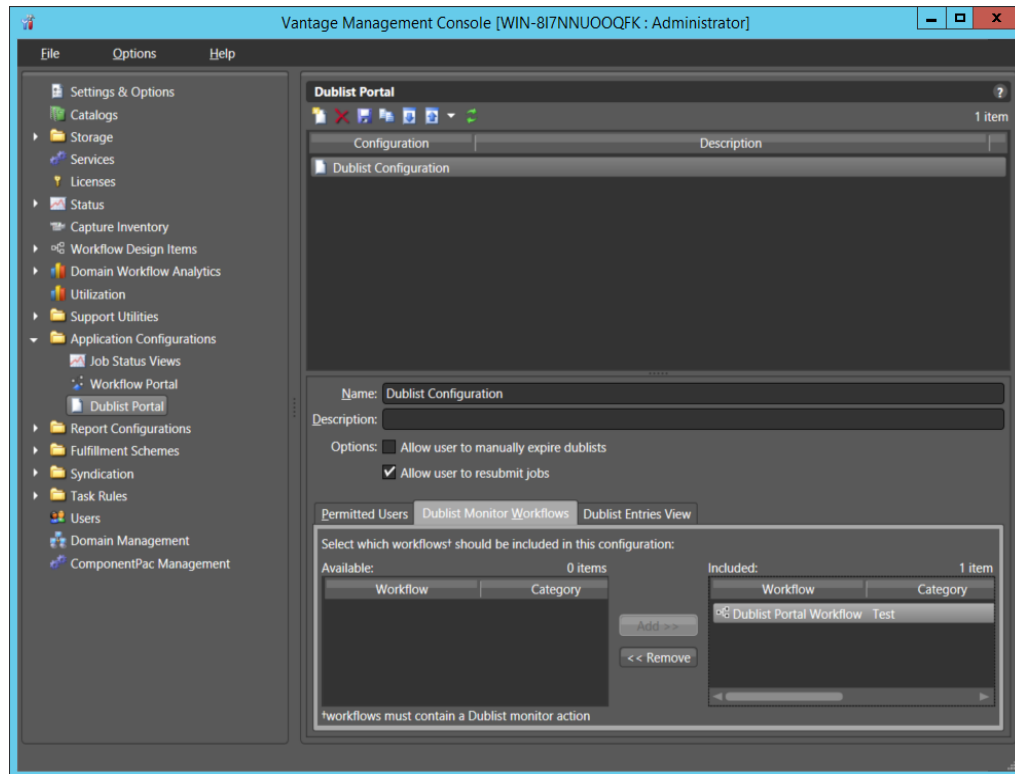 Vantage Management Console [WIN-8I7NNUOOQFK : Administrator]
File Options Help
Settings & Options
Catalogs
Storage
Services
Licenses
Status
Capture Inventory
Workflow Design Items
Domain Workflow Analytics
Utilization
Support Utilities
Application Configurations
Job Status Views
Workflow Portal
Dublist Portal
Report Configurations
Fulfillment Schemes
Syndication
Task Rules
Users
Domain Management
ComponentPac Management
Dublist Portal ?
1 item
Configuration Description
Dublist Configuration
Name: Dublist Configuration
Description:
Options: Allow user to manually expire dublists
Allow user to resubmit jobs
Permitted Users Dublist Monitor Workflows Dublist Entries View
Select which workflows† should be included in this configuration:
Available: 0 items Included: 1 item
Workflow Category Workflow Category
Dublist Portal Workflow Test
Add >>
<< Remove
†workflows must contain a Dublist monitor action